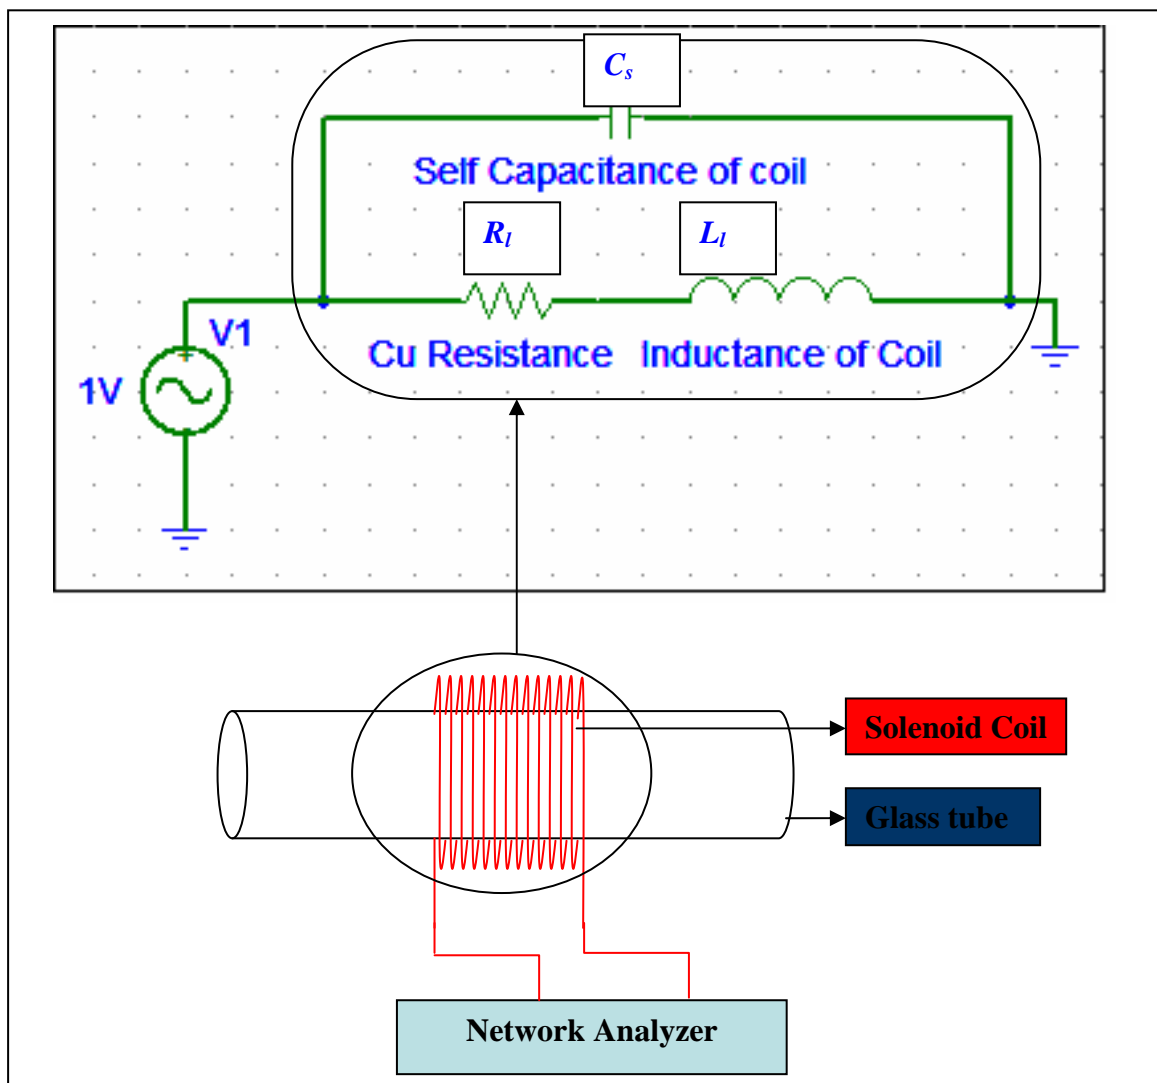 Cs
Self Capacitance of coil
Rl
Ll
V1
Cu Resistance
Inductance of Coil
1V
Solenoid Coil
Glass tube
Network Analyzer